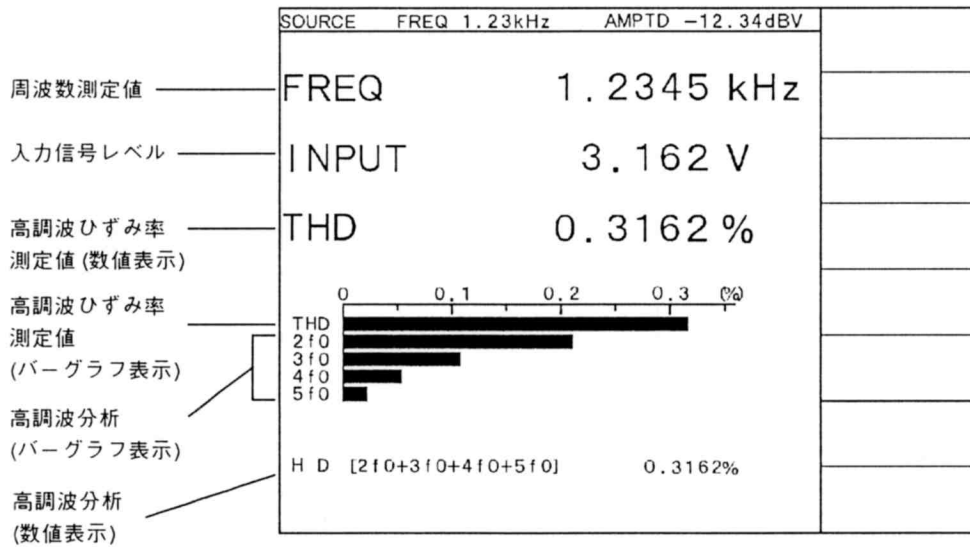 SOURCE FREQ 1.23kHz AMPTD -12.34dBV
周波数測定値
FREQ 1.2345 kHz
入力信号レベル
INPUT 3.162 V
高調波ひずみ率
測定値 (数値表示)
THD 0.3162 %
高調波ひずみ率
測定値
(バーグラフ表示)
0 0.1 0.2 0.3 (%)
THD
2f0
3f0
4f0
5f0
高調波分析
(バーグラフ表示)
H D [2f0+3f0+4f0+5f0] 0.3162%
高調波分析
(数値表示)